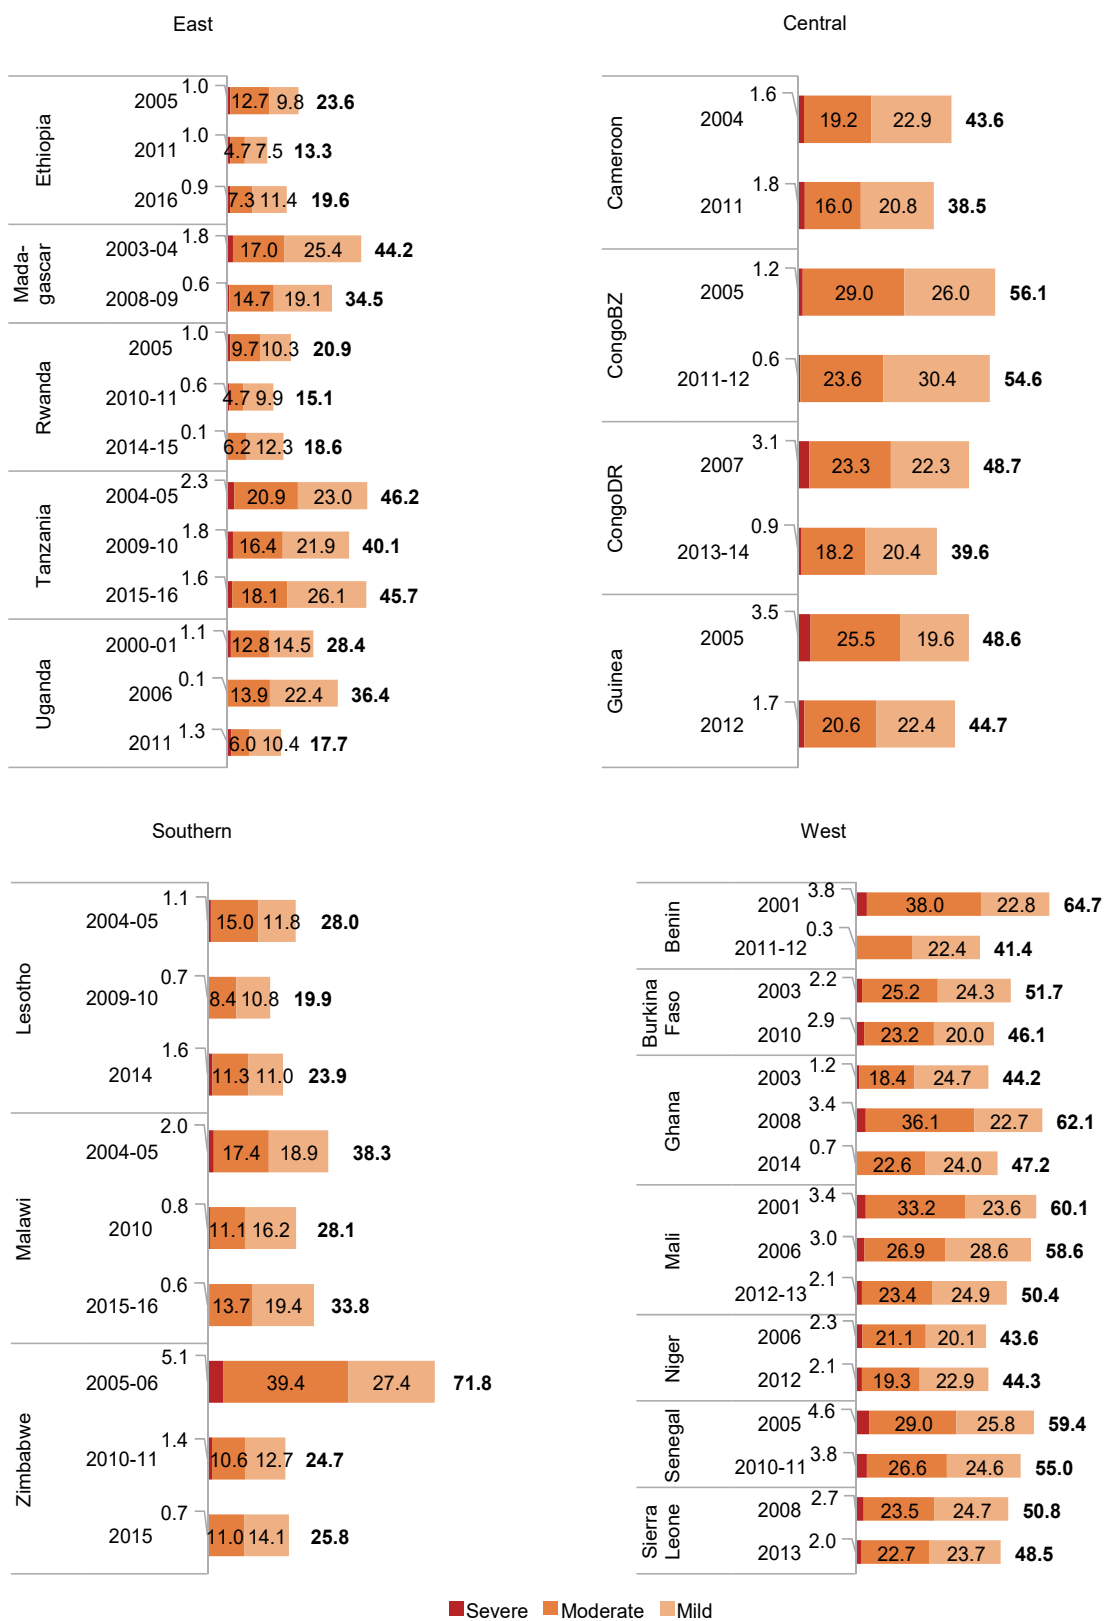 East
Ethiopia
2005 1.0 12.7 9.8 23.6
2011 1.0 4.7 7.5 13.3
2016 0.9 7.3 11.4 19.6
Mada-
gascar
2003-04 1.8 17.0 25.4 44.2
2008-09 0.6 14.7 19.1 34.5
Rwanda
2005 1.0 9.7 10.3 20.9
2010-11 0.6 4.7 9.9 15.1
2014-15 0.1 6.2 12.3 18.6
Tanzania
2004-05 2.3 20.9 23.0 46.2
2009-10 1.8 16.4 21.9 40.1
2015-16 1.6 18.1 26.1 45.7
Uganda
2000-01 1.1 12.8 14.5 28.4
2006 0.1 13.9 22.4 36.4
2011 1.3 6.0 10.4 17.7
Central
Cameroon
2004 1.6 19.2 22.9 43.6
2011 1.8 16.0 20.8 38.5
CongoBZ
2005 1.2 29.0 26.0 56.1
2011-12 0.6 23.6 30.4 54.6
CongoDR
2007 3.1 23.3 22.3 48.7
2013-14 0.9 18.2 20.4 39.6
Guinea
2005 3.5 25.5 19.6 48.6
2012 1.7 20.6 22.4 44.7
Southern
Lesotho
2004-05 1.1 15.0 11.8 28.0
2009-10 0.7 8.4 10.8 19.9
2014 1.6 11.3 11.0 23.9
Malawi
2004-05 2.0 17.4 18.9 38.3
2010 0.8 11.1 16.2 28.1
2015-16 0.6 13.7 19.4 33.8
Zimbabwe
2005-06 5.1 39.4 27.4 71.8
2010-11 1.4 10.6 12.7 24.7
2015 0.7 11.0 14.1 25.8
West
Benin
2001 3.8 38.0 22.8 64.7
2011-12 0.3 22.4 41.4
Burkina
Faso
2003 2.2 25.2 24.3 51.7
2010 2.9 23.2 20.0 46.1
Ghana
2003 1.2 18.4 24.7 44.2
2008 3.4 36.1 22.7 62.1
2014 0.7 22.6 24.0 47.2
Mali
2001 3.4 33.2 23.6 60.1
2006 3.0 26.9 28.6 58.6
2012-13 2.1 23.4 24.9 50.4
Niger
2006 2.3 21.1 20.1 43.6
2012 2.1 19.3 22.9 44.3
Senegal
2005 4.6 29.0 25.8 59.4
2010-11 3.8 26.6 24.6 55.0
Sierra
Leone
2008 2.7 23.5 24.7 50.8
2013 2.0 22.7 23.7 48.5
Severe Moderate Mild